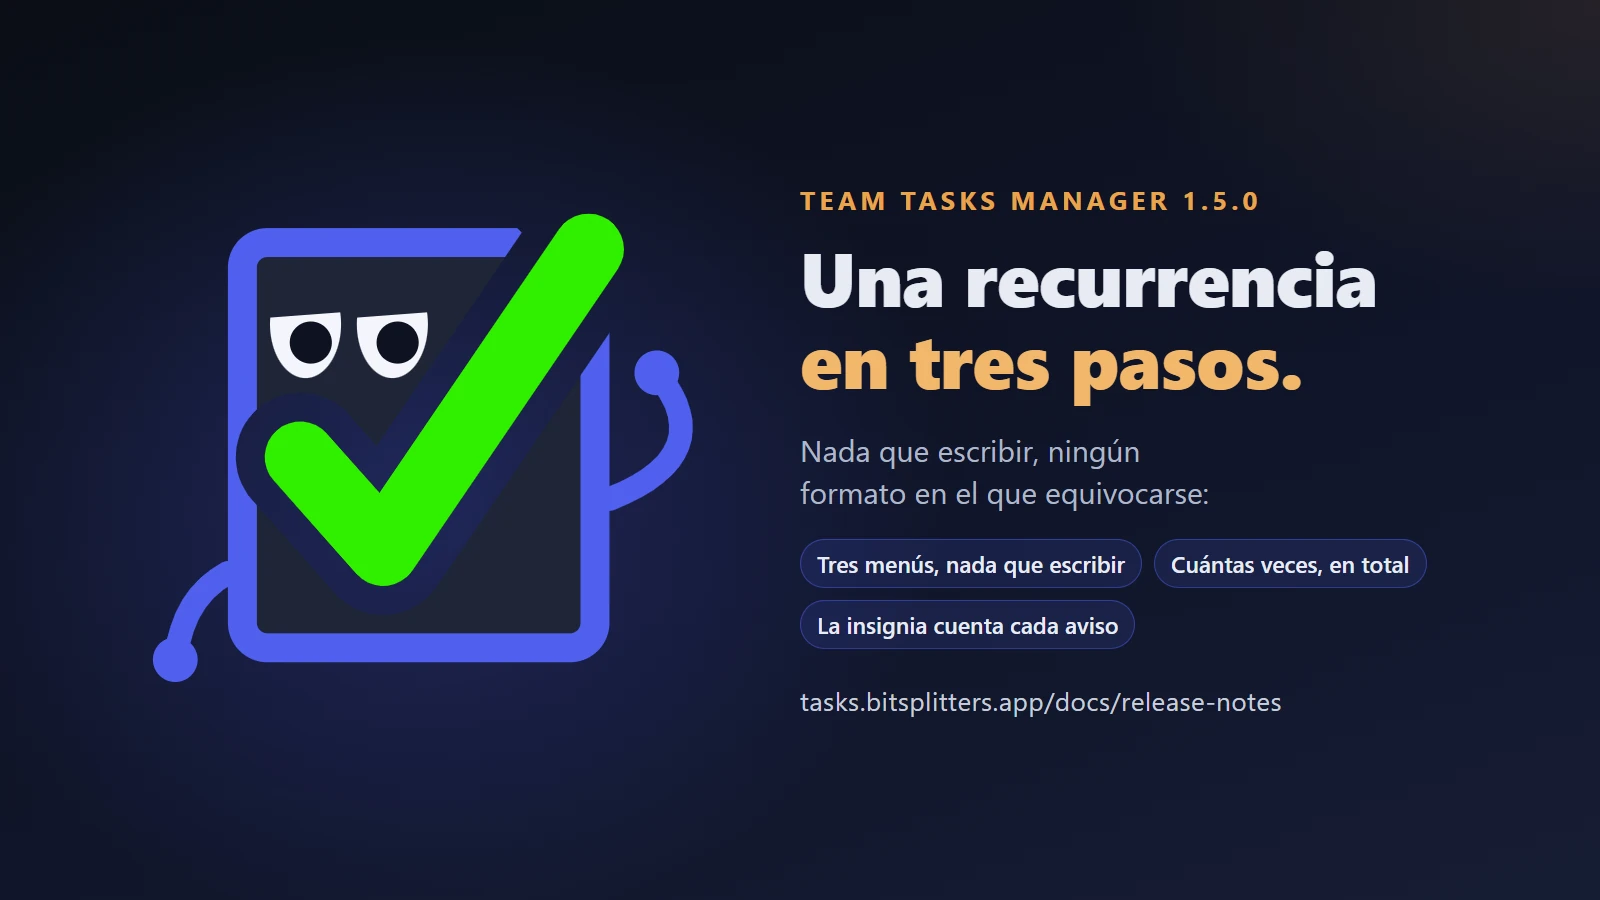 TEAM TASKS MANAGER 1.5.0
Una recurrencia
en tres pasos.
Nada que escribir, ningún
formato en el que equivocarse:
Tres menús, nada que escribir
Cuántas veces, en total
La insignia cuenta cada aviso
tasks.bitsplitters.app/docs/release-notes